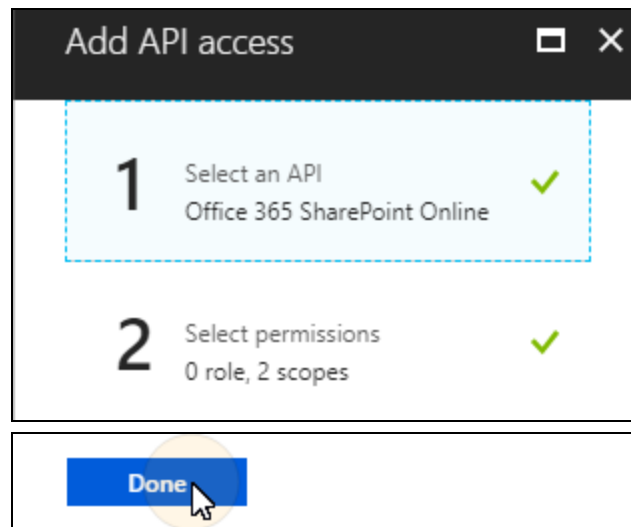 Add API access
1
Select an API
Office 365 SharePoint Online
2
Select permissions
0 role, 2 scopes
Done